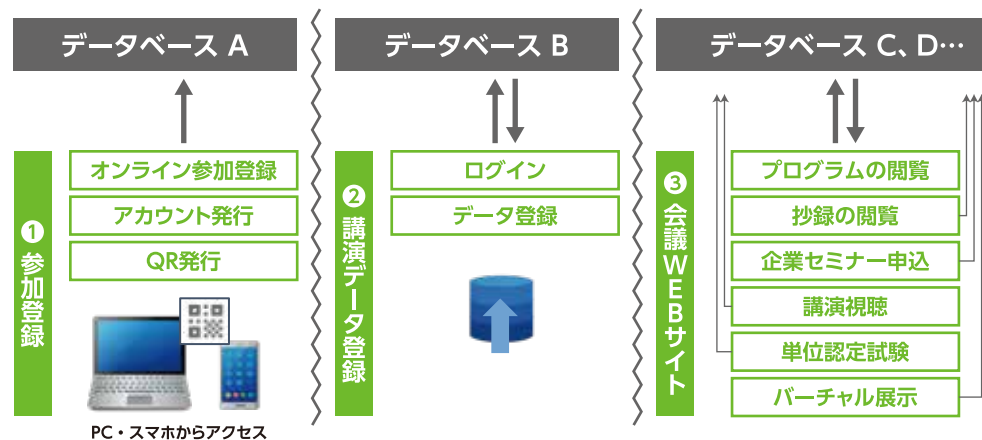 データベース A
❶ 参加登録
オンライン参加登録
アカウント発行
QR発行
PC・スマホからアクセス
データベース B
❷ 講演データ登録
ログイン
データ登録
データベース C、D…
❸ 会議WEBサイト
プログラムの閲覧
抄録の閲覧
企業セミナー申込
講演視聴
単位認定試験
バーチャル展示